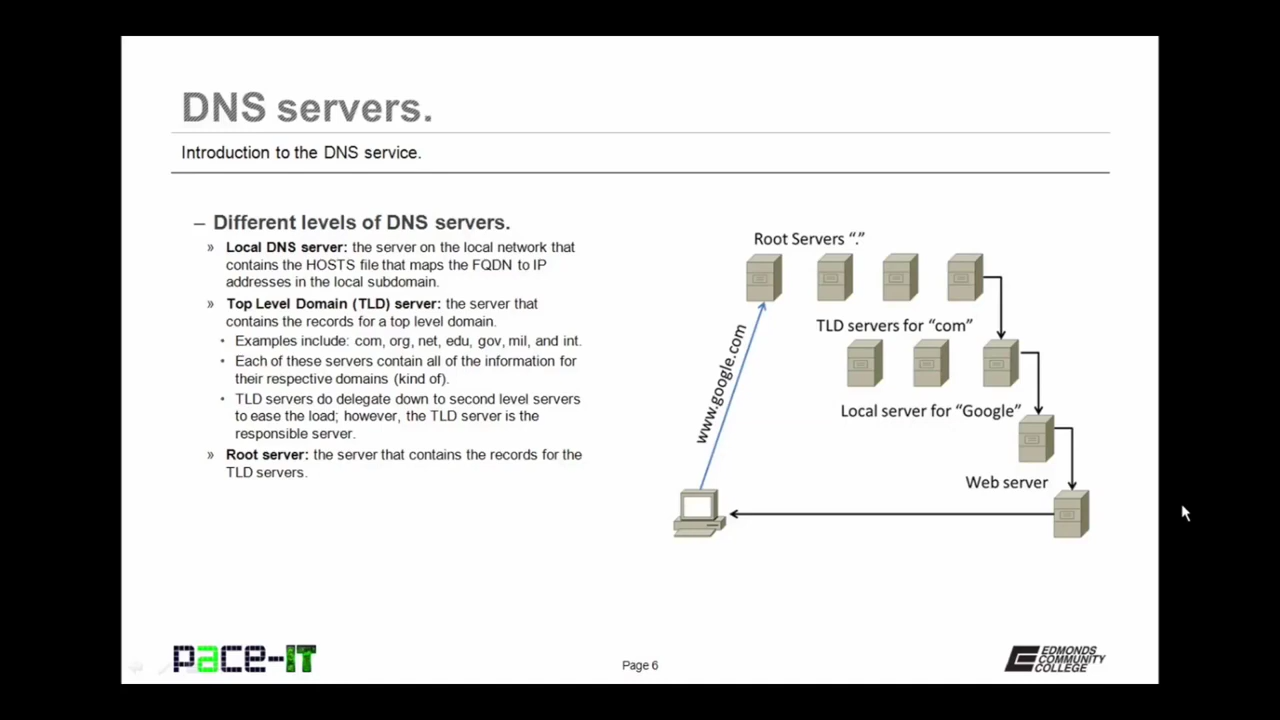 DNS servers.
Introduction to the DNS service.
– Different levels of DNS servers.
» Local DNS server: the server on the local network that
contains the HOSTS file that maps the FQDN to IP
addresses in the local subdomain.
» Top Level Domain (TLD) server: the server that
contains the records for a top level domain.
• Examples include: com, org, net, edu, gov, mil, and int.
• Each of these servers contain all of the information for
their respective domains (kind of).
• TLD servers do delegate down to second level servers
to ease the load; however, the TLD server is the
responsible server.
» Root server: the server that contains the records for the
TLD servers.
Root Servers “.”
TLD servers for “com”
www.google.com
Local server for “Google”
Web server
pace-IT
Page 6
EDMONDS
COMMUNITY
COLLEGE